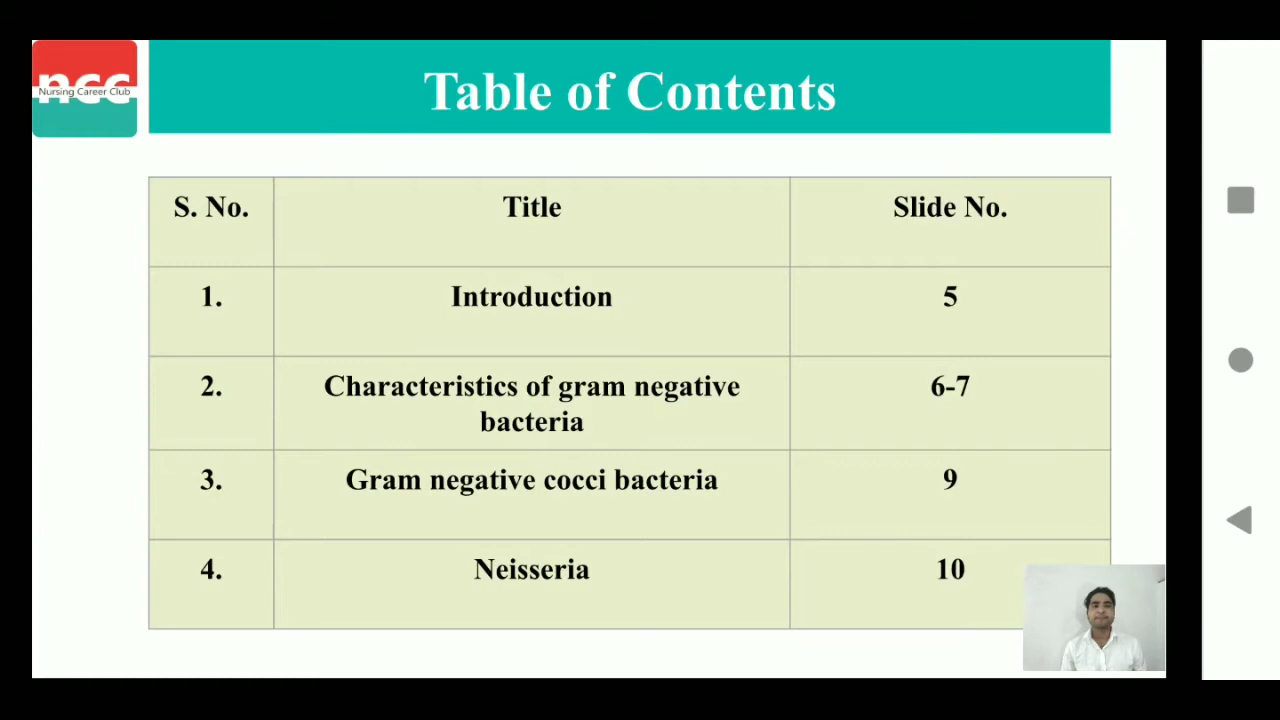 ncc
Nursing Career Club
Table of Contents
S. No. Title Slide No.
1. Introduction 5
2. Characteristics of gram negative 6-7
bacteria
3. Gram negative cocci bacteria 9
4. Neisseria 10